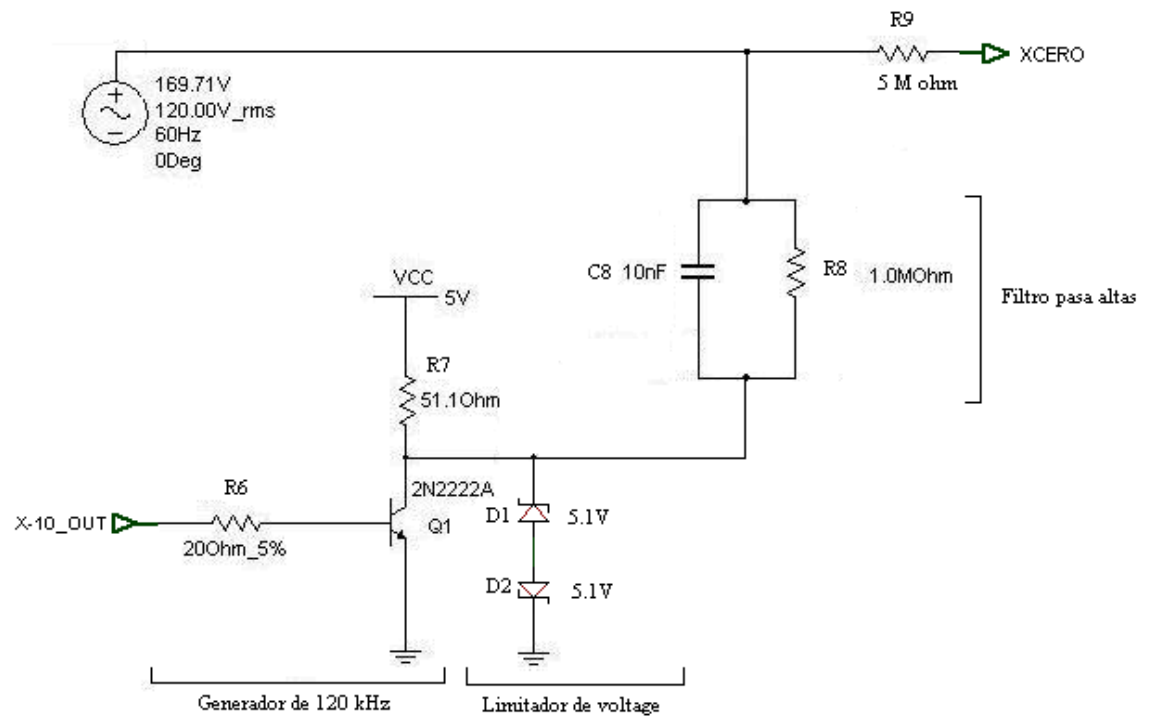 R9
XCERO
5 M ohm
169.71V
120.00V_rms
60Hz
0Deg
C8 10nF
R8
1.0MOhm
Filtro pasa altas
VCC
5V
R7
51.1Ohm
2N2222A
Q1
R6
X-10_OUT
20Ohm_5%
D1
5.1V
D2
5.1V
Generador de 120 kHz
Limitador de voltage